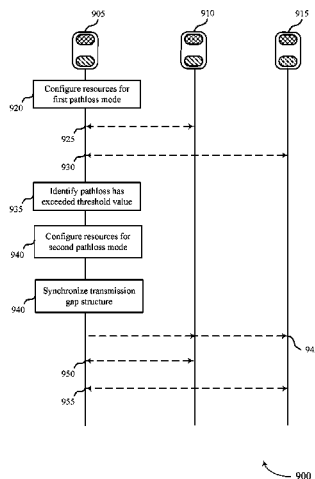 905
910
915
920
Configure resources for
first pathloss mode
925
930
935
Identify pathloss has
exceeded threshold value
940
Configure resources for
second pathloss mode
940
Synchronize transmission
gap structure
94
950
955
900